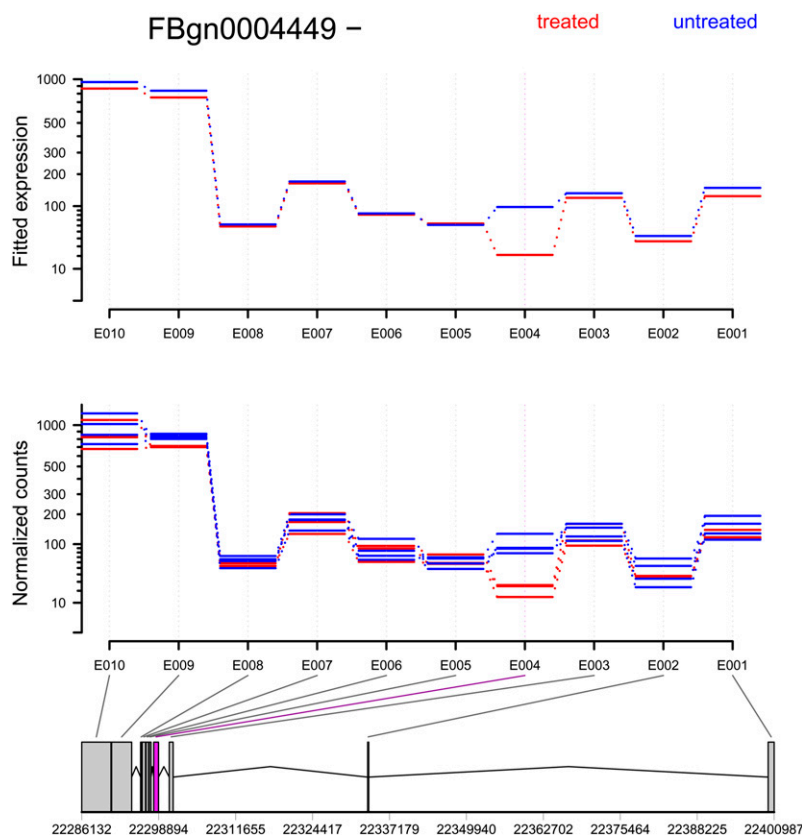 FBgn0004449 − treated untreated
Fitted expression
1000
500
300
200
100
10
E010 E009 E008 E007 E006 E005 E004 E003 E002 E001
Normalized counts
1000
500
300
200
100
10
E010 E009 E008 E007 E006 E005 E004 E003 E002 E001
22286132 22298894 22311655 22324417 22337179 22349940 22362702 22375464 22388225 22400987